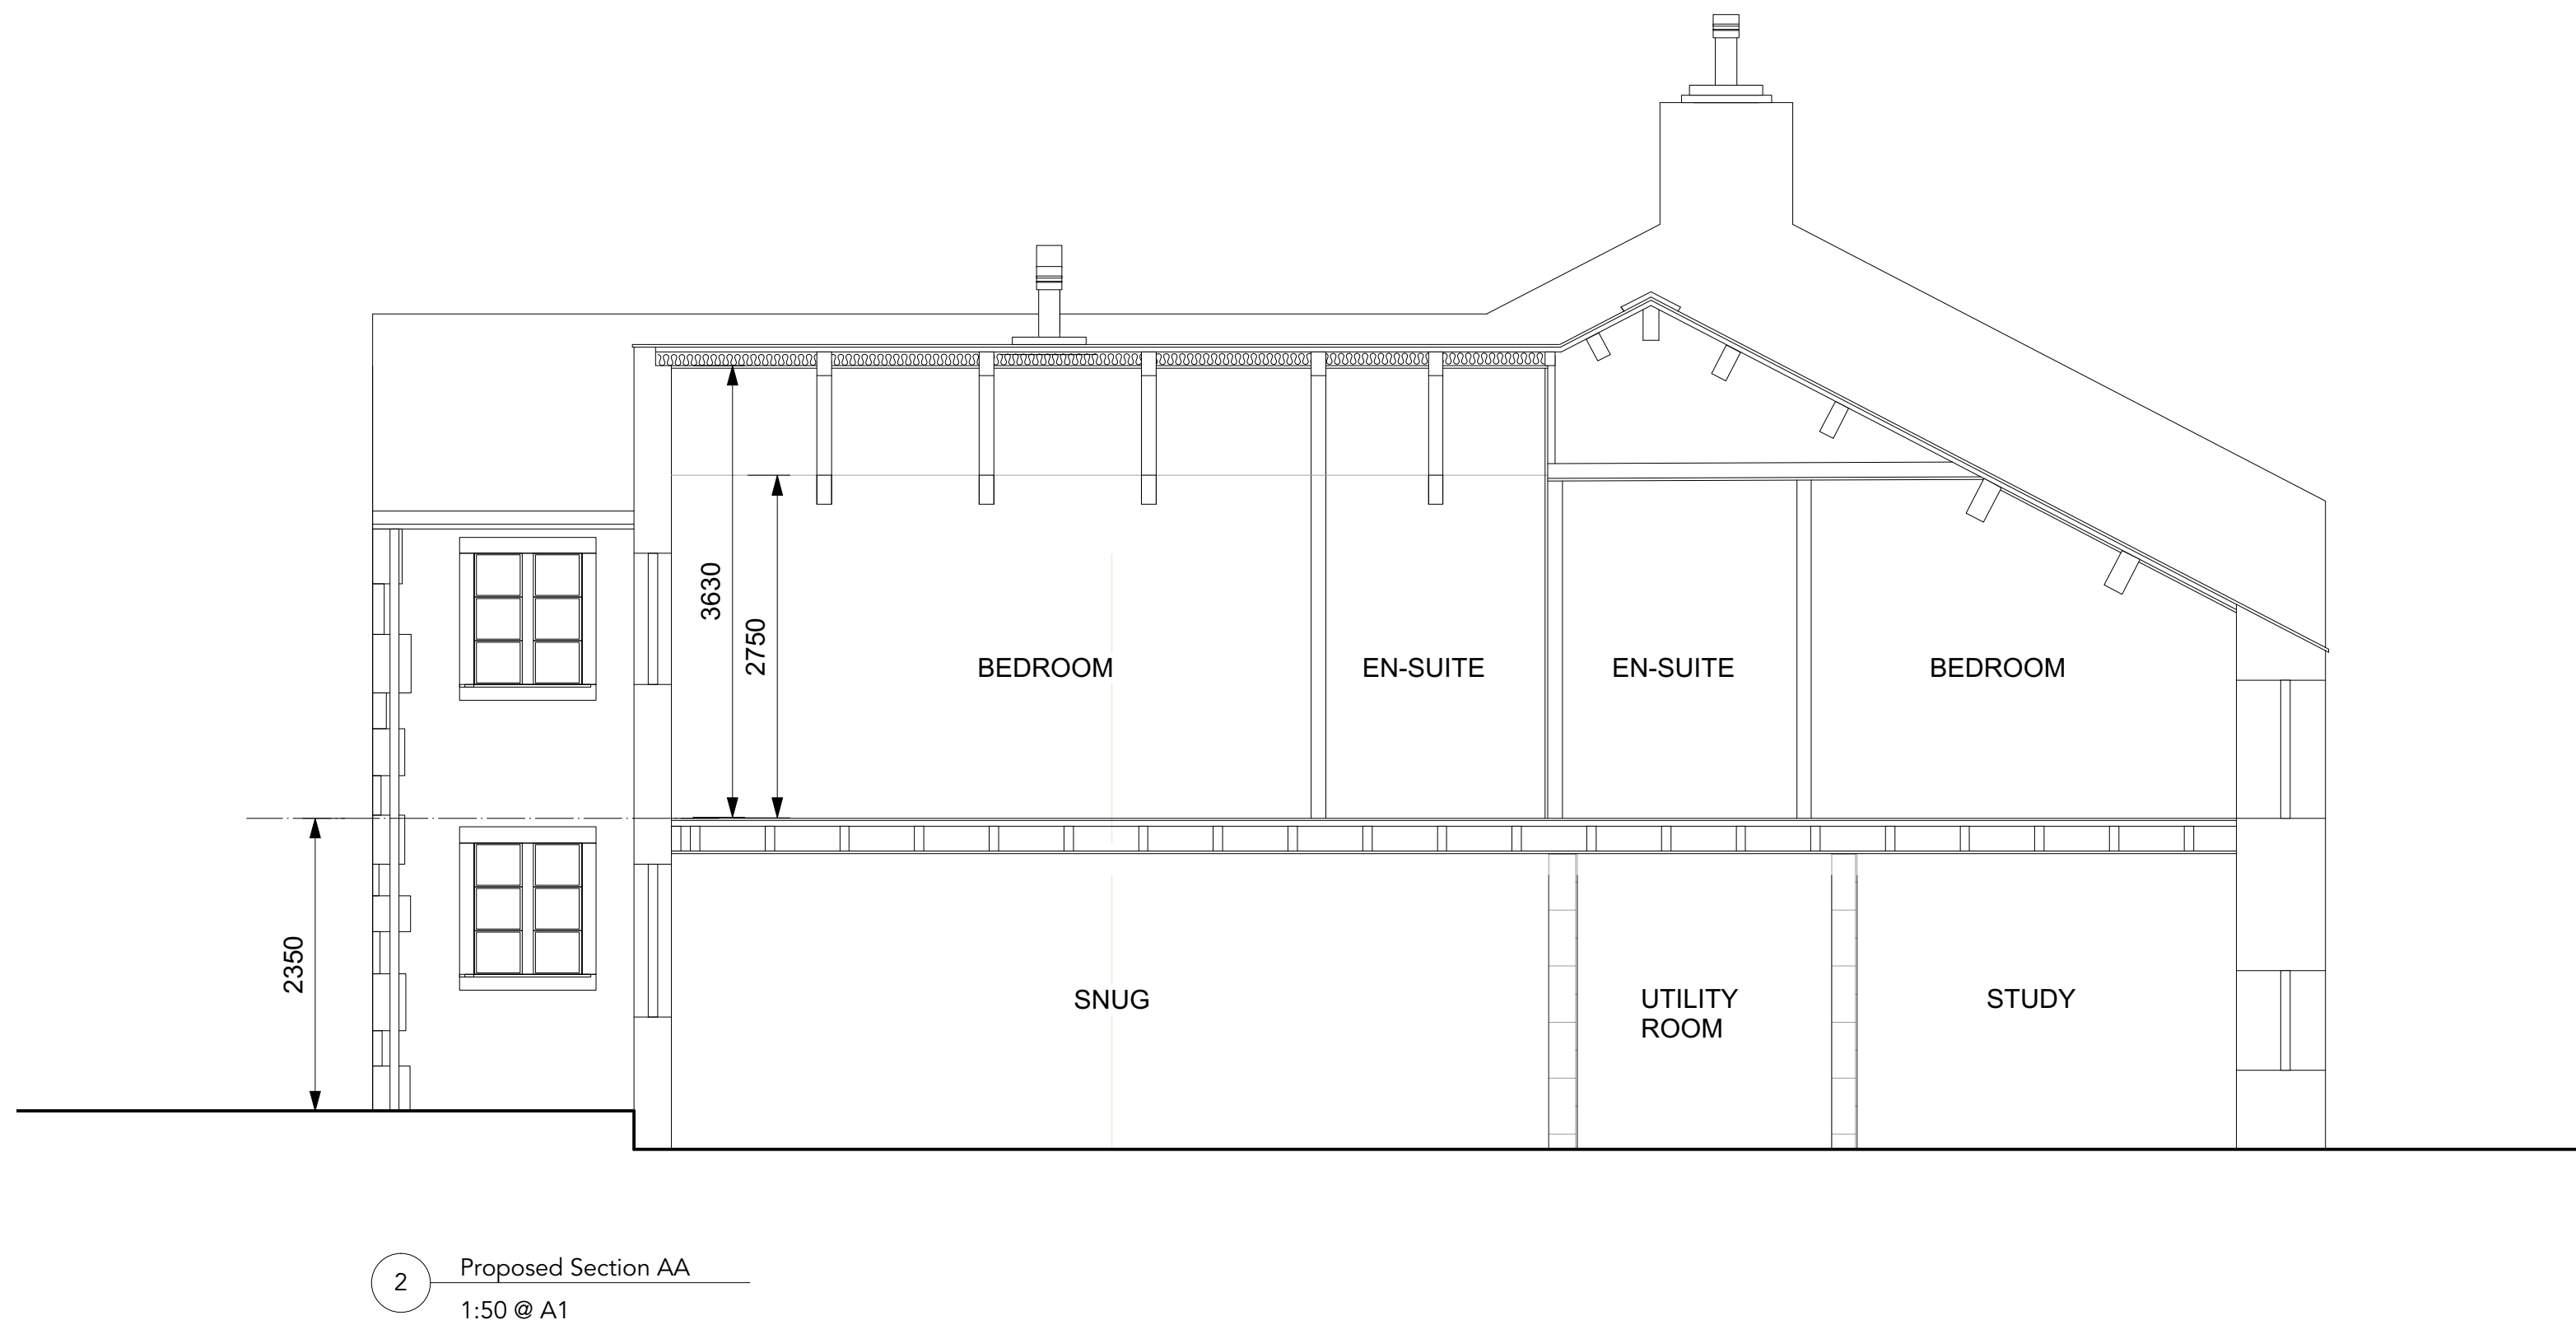 3630
2750
BEDROOM
EN-SUITE
EN-SUITE
BEDROOM
2350
SNUG
UTILITY
ROOM
STUDY
2
Proposed Section AA
1:50 @ A1